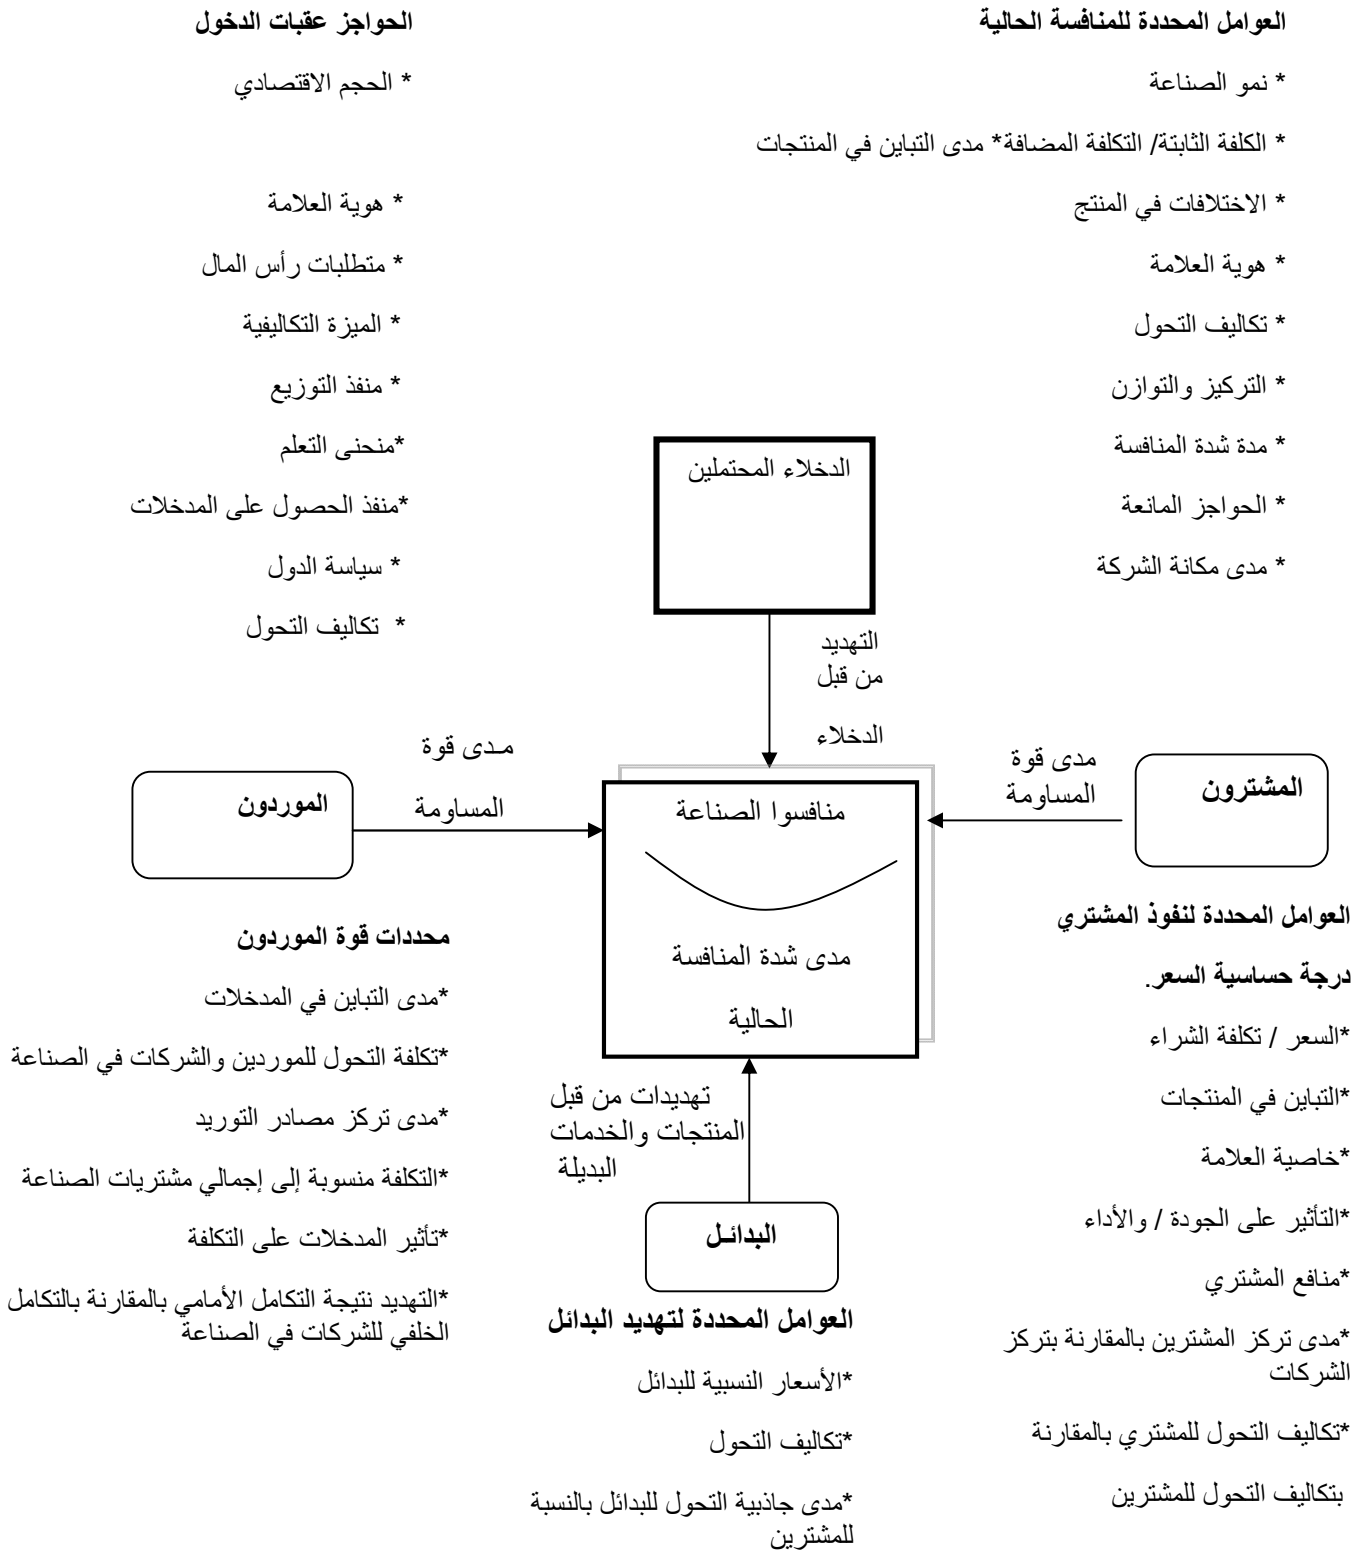 العوامل المحددة للمنافسة الحالية
* نمو الصناعة
* الكلفة الثابتة/ التكلفة المضافة* مدى التباين في المنتجات
* الاختلافات في المنتج
* هوية العلامة
* تكاليف التحول
* التركيز والتوازن
* مدة شدة المنافسة
* الحواجز المانعة
* مدى مكانة الشركة
الحواجز عقبات الدخول
* الحجم الاقتصادي
* هوية العلامة
* متطلبات رأس المال
* الميزة التكاليفية
* منفذ التوزيع
*منحنى التعلم
*منفذ الحصول على المدخلات
* سياسة الدول
* تكاليف التحول
الدخلاء المحتملين
التهديد
من قبل
الدخلاء
المشترون
مدى قوة
المساومة
منافسوا الصناعة
مدى شدة المنافسة
الحالية
مـدى قوة
المساومة
الموردون
العوامل المحددة لنفوذ المشتري
درجة حساسية السعر.
*السعر / تكلفة الشراء
*التباين في المنتجات
*خاصية العلامة
*التأثير على الجودة / والأداء
*منافع المشتري
*مدى تركز المشترين بالمقارنة بتركز
الشركات
*تكاليف التحول للمشتري بالمقارنة
بتكاليف التحول للمشترين
تهديدات من قبل
المنتجات والخدمات
البديلة
البدائـل
العوامل المحددة لتهديد البدائل
*الأسعار النسبية للبدائل
*تكاليف التحول
*مدى جاذبية التحول للبدائل بالنسبة
للمشترين
محددات قوة الموردون
*مدى التباين في المدخلات
*تكلفة التحول للموردين والشركات في الصناعة
*مدى تركز مصادر التوريد
*التكلفة منسوبة إلى إجمالي مشتريات الصناعة
*تأثير المدخلات على التكلفة
*التهديد نتيجة التكامل الأمامي بالمقارنة بالتكامل
الخلفي للشركات في الصناعة